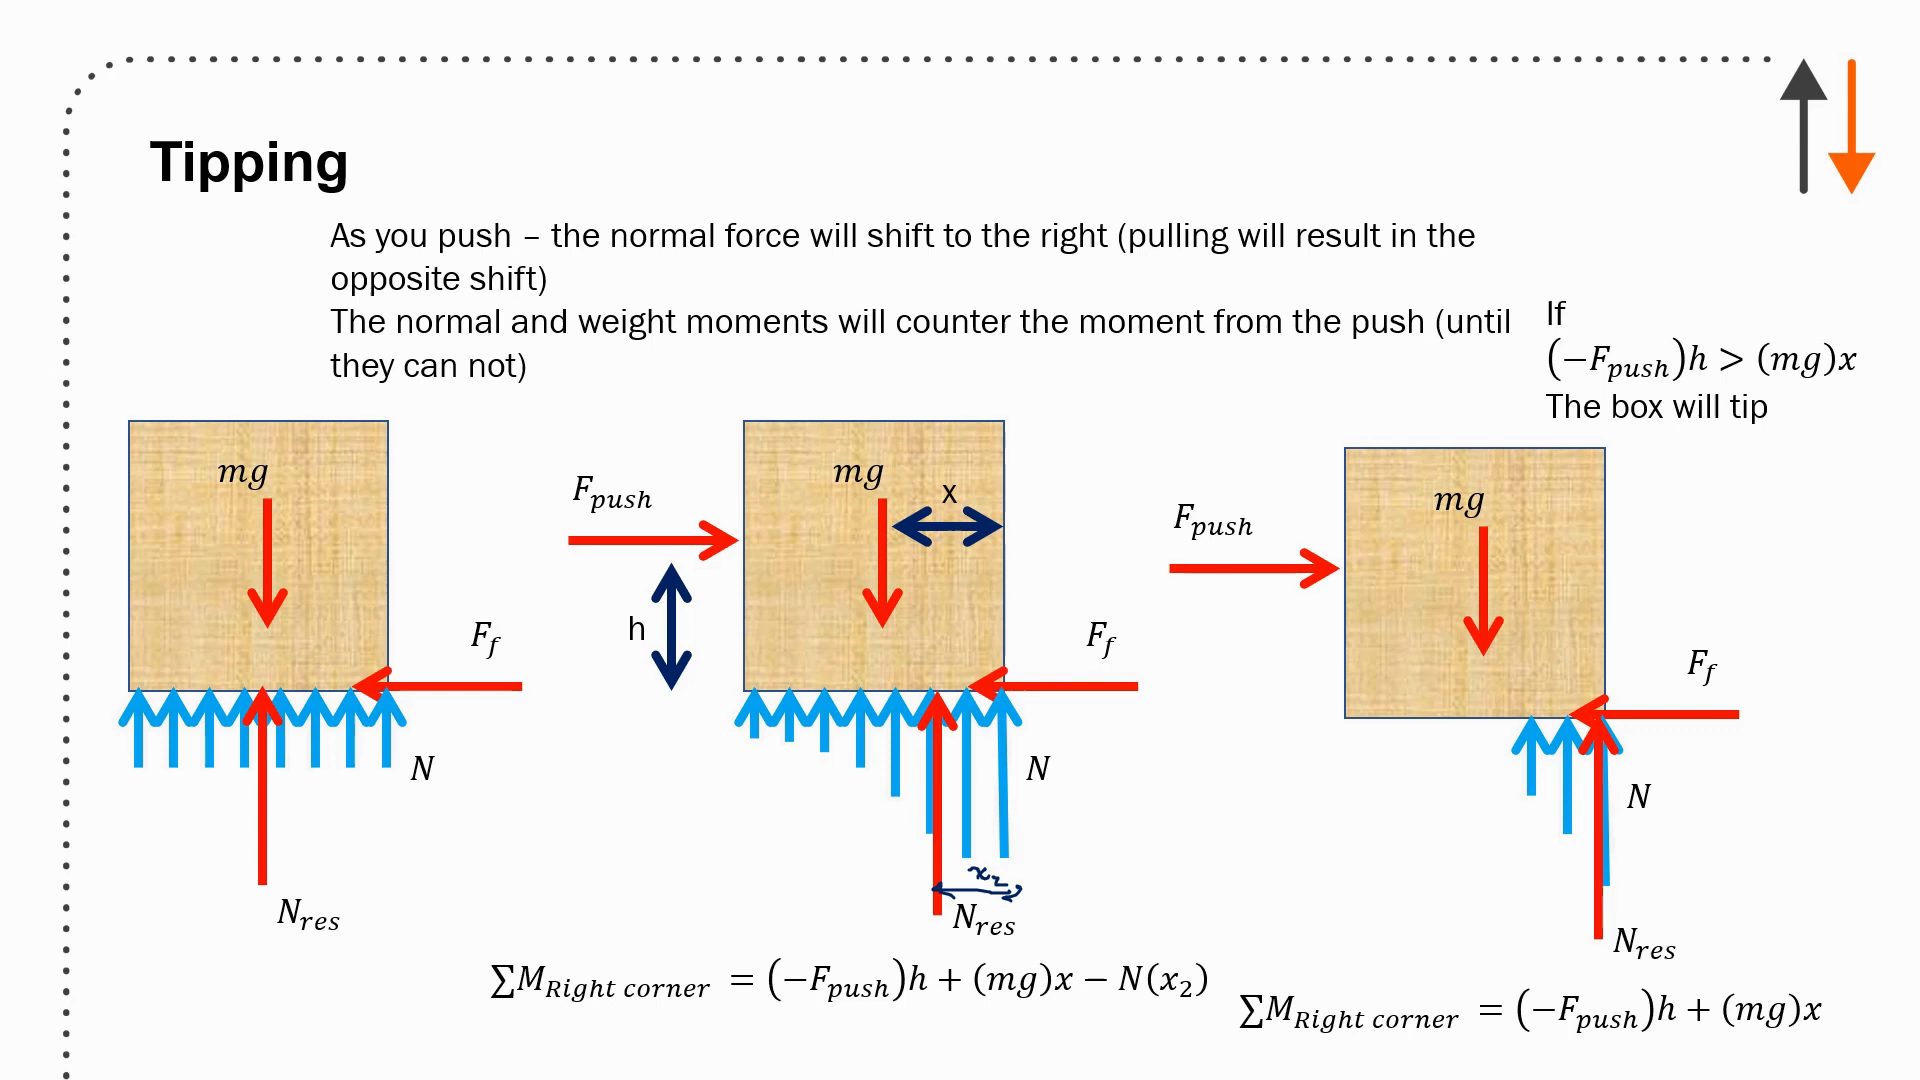 Tipping
As you push – the normal force will shift to the right (pulling will result in the
opposite shift)
The normal and weight moments will counter the moment from the push (until
they can not)
If
(−F_push)h > (mg)x
The box will tip
mg
F_f
N
N_res
F_push
h
mg
x
F_f
N
x₂
N_res
∑M_Right corner = (−F_push)h + (mg)x − N(x₂)
F_push
mg
F_f
N
N_res
∑M_Right corner = (−F_push)h + (mg)x